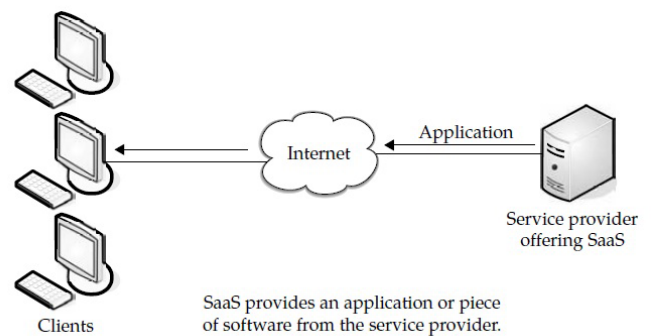 Application
Internet
Service provider
offering SaaS
Clients
SaaS provides an application or piece
of software from the service provider.